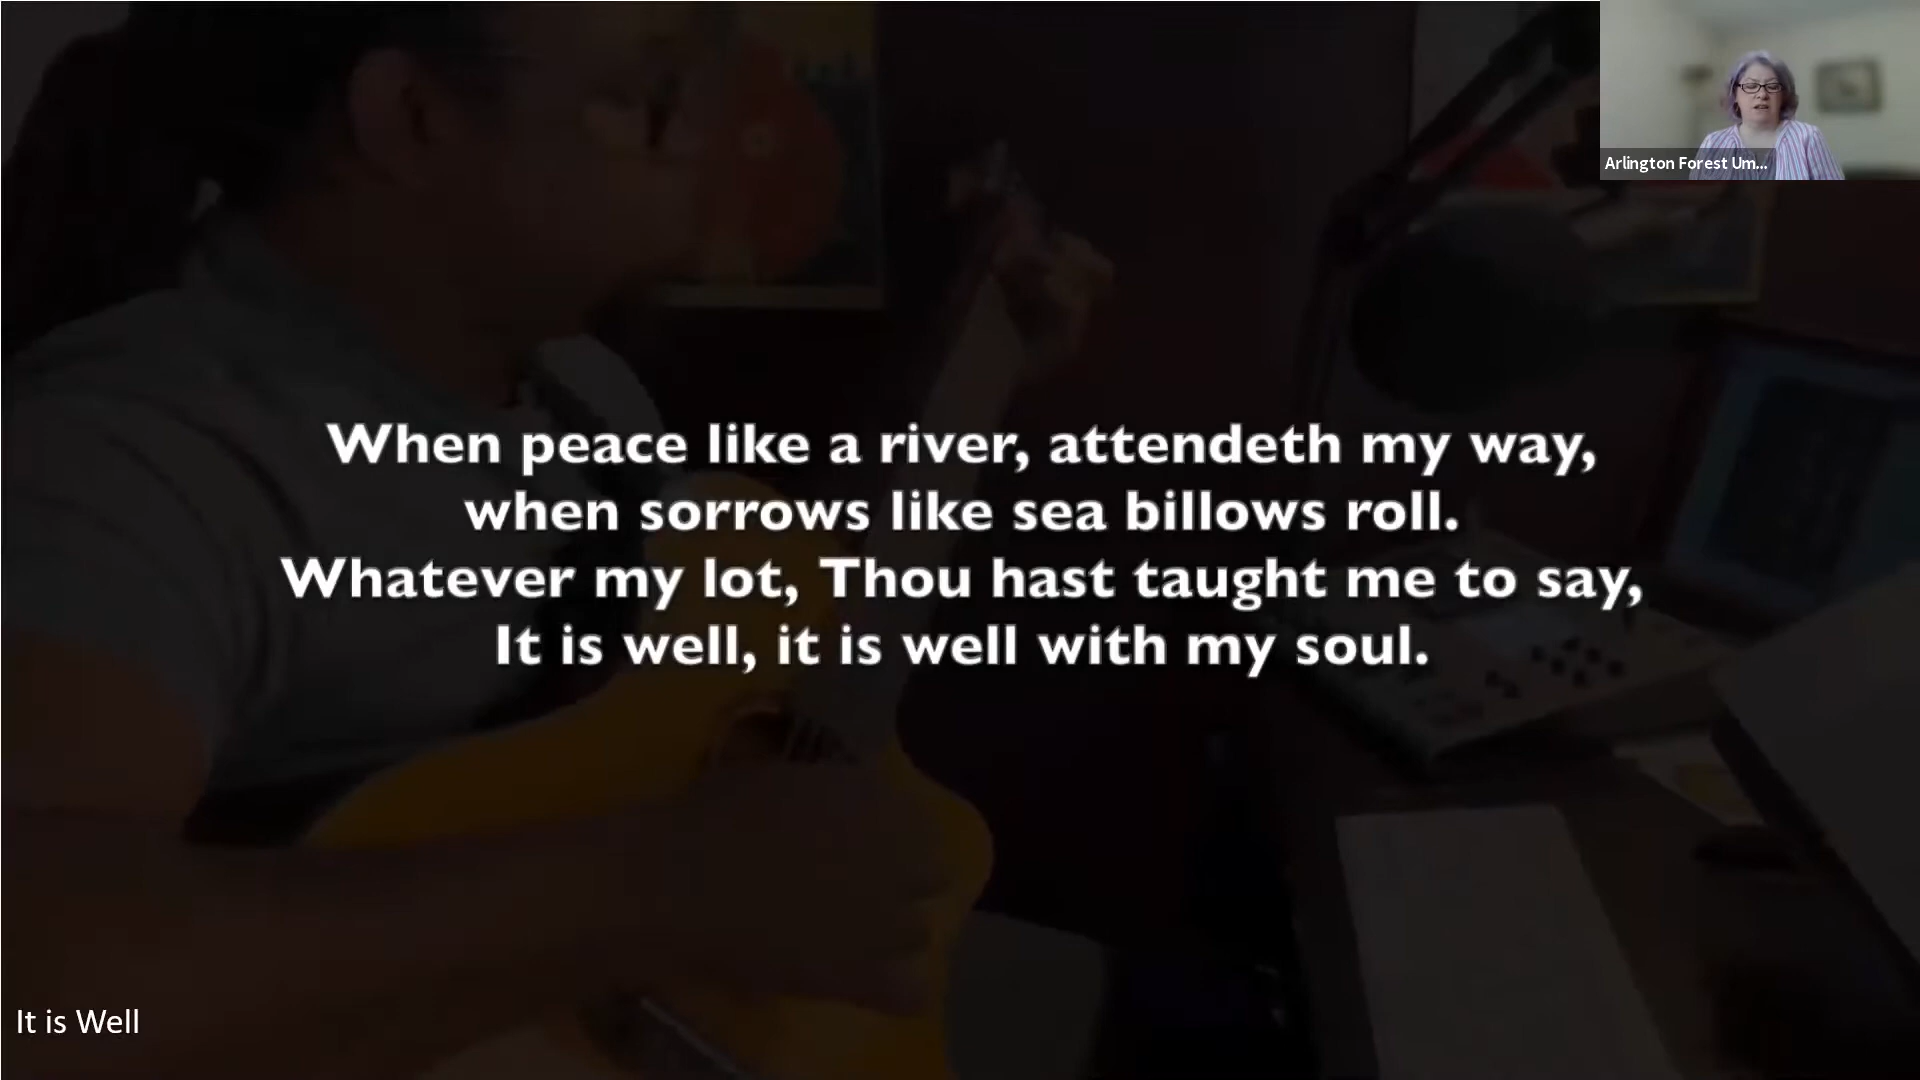 Arlington Forest Um...
When peace like a river, attendeth my way,
when sorrows like sea billows roll.
Whatever my lot, Thou hast taught me to say,
It is well, it is well with my soul.
It is Well